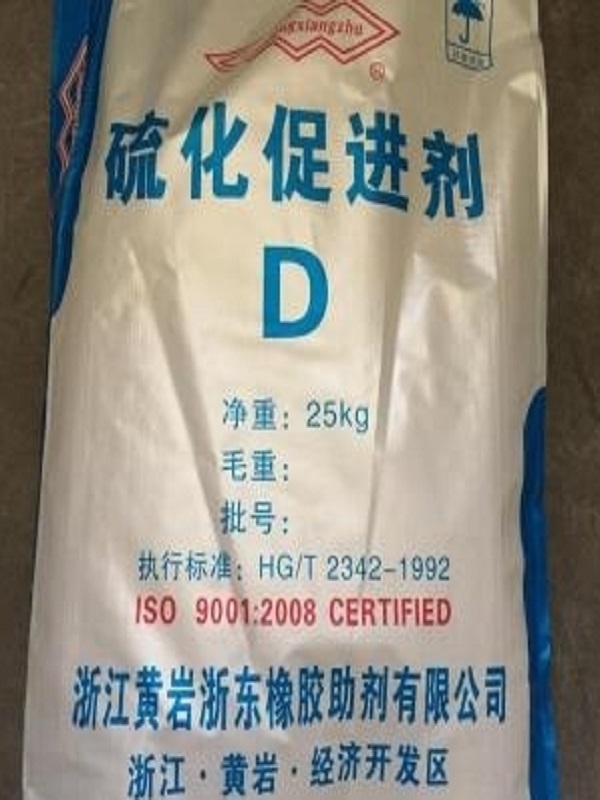 硫化促进剂
D
净重：25kg
毛重：
批号：
执行标准：HG/T 2342-1992
ISO 9001:2008 CERTIFIED
浙江黄岩浙东橡胶助剂有限公司
浙江·黄岩·经济开发区